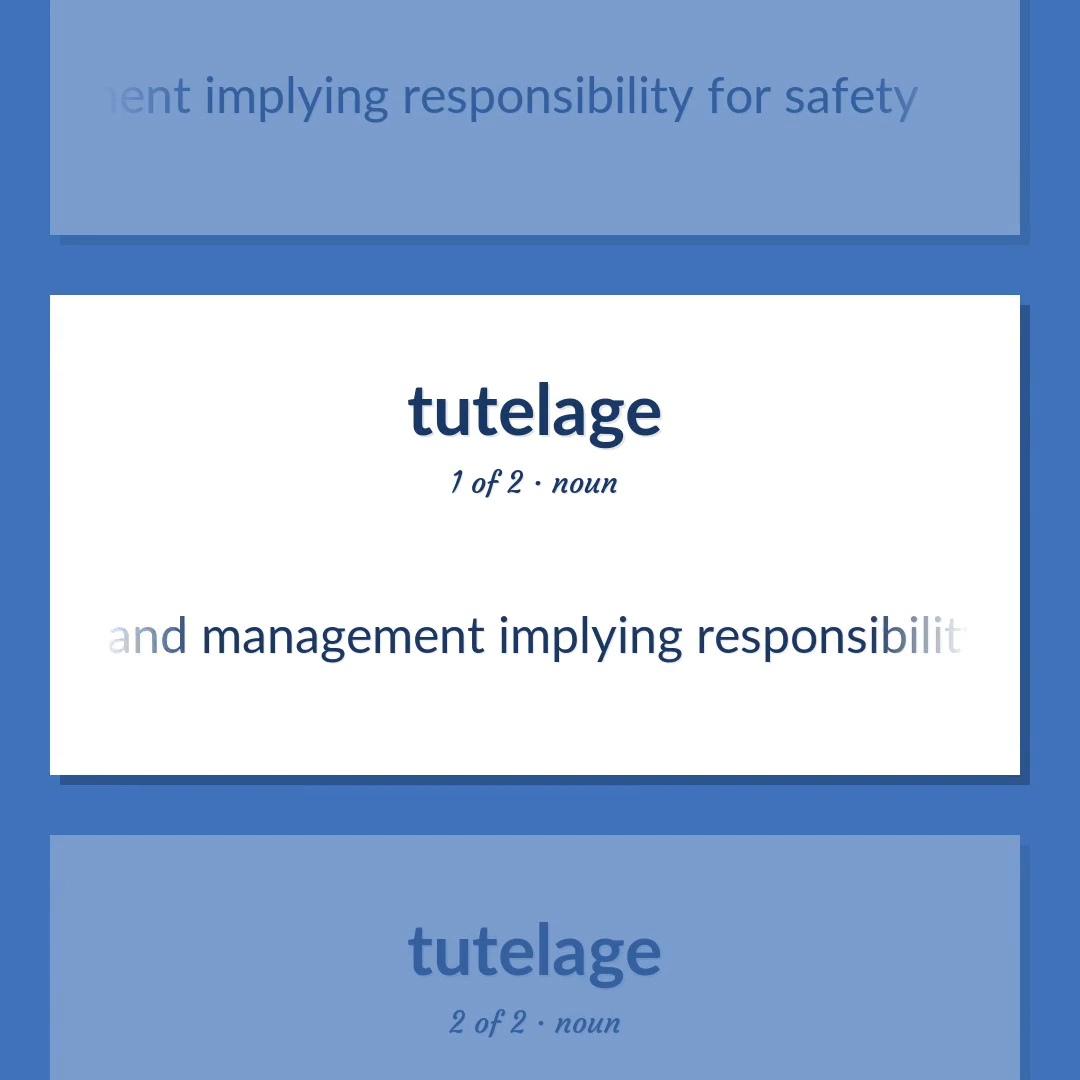 ent implying responsibility for safety
tutelage
1 of 2 · noun
and management implying responsibilit
tutelage
2 of 2 · noun